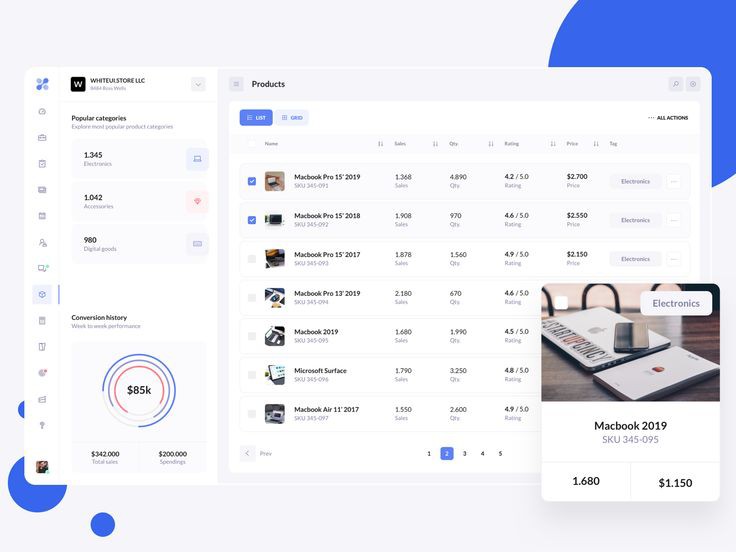 W
WHITEUI.STORE LLC
8484 Ross Wells
Popular categories
Explore most popular product categories
1.345
Electronics
1.042
Accessories
980
Digital goods
Conversion history
Week to week performance
$85k
$342.000
Total sales
$200.000
Spendings
Products
LIST
GRID
ALL ACTIONS
Name Sales Qty. Rating Price Tag
Macbook Pro 15' 2019 1.368 4.890 4.2 / 5.0 $2.700 Electronics
SKU 345-091 Sales Qty. Rating Price
Macbook Pro 15' 2018 1.908 970 4.6 / 5.0 $2.550 Electronics
SKU 345-092 Sales Qty. Rating Price
Macbook Pro 15' 2017 1.878 1.560 4.9 / 5.0 $2.150 Electronics
SKU 345-093 Sales Qty. Rating Price
Macbook Pro 13' 2019 2.180 670 4.6 / 5.0
SKU 345-094 Sales Qty. Rating
Macbook 2019 1.680 1.990 4.5 / 5.0
SKU 345-095 Sales Qty. Rating
Microsoft Surface 1.790 3.250 4.8 / 5.0
SKU 345-096 Sales Qty. Rating
Macbook Air 11' 2017 1.550 2.600 4.9 / 5.0
SKU 345-097 Sales Qty. Rating
Prev 1 2 3 4 5
Electronics
Macbook 2019
SKU 345-095
1.680 $1.150